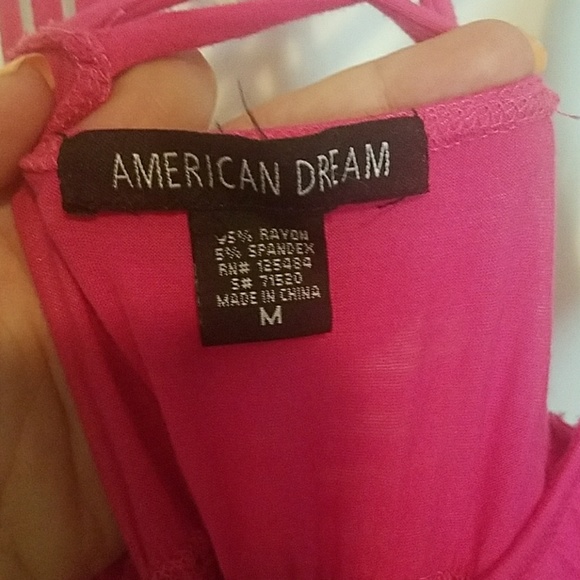 AMERICAN DREAM
95% RAYON
5% SPANDEX
RN# 125484
S# 71520
MADE IN CHINA
M